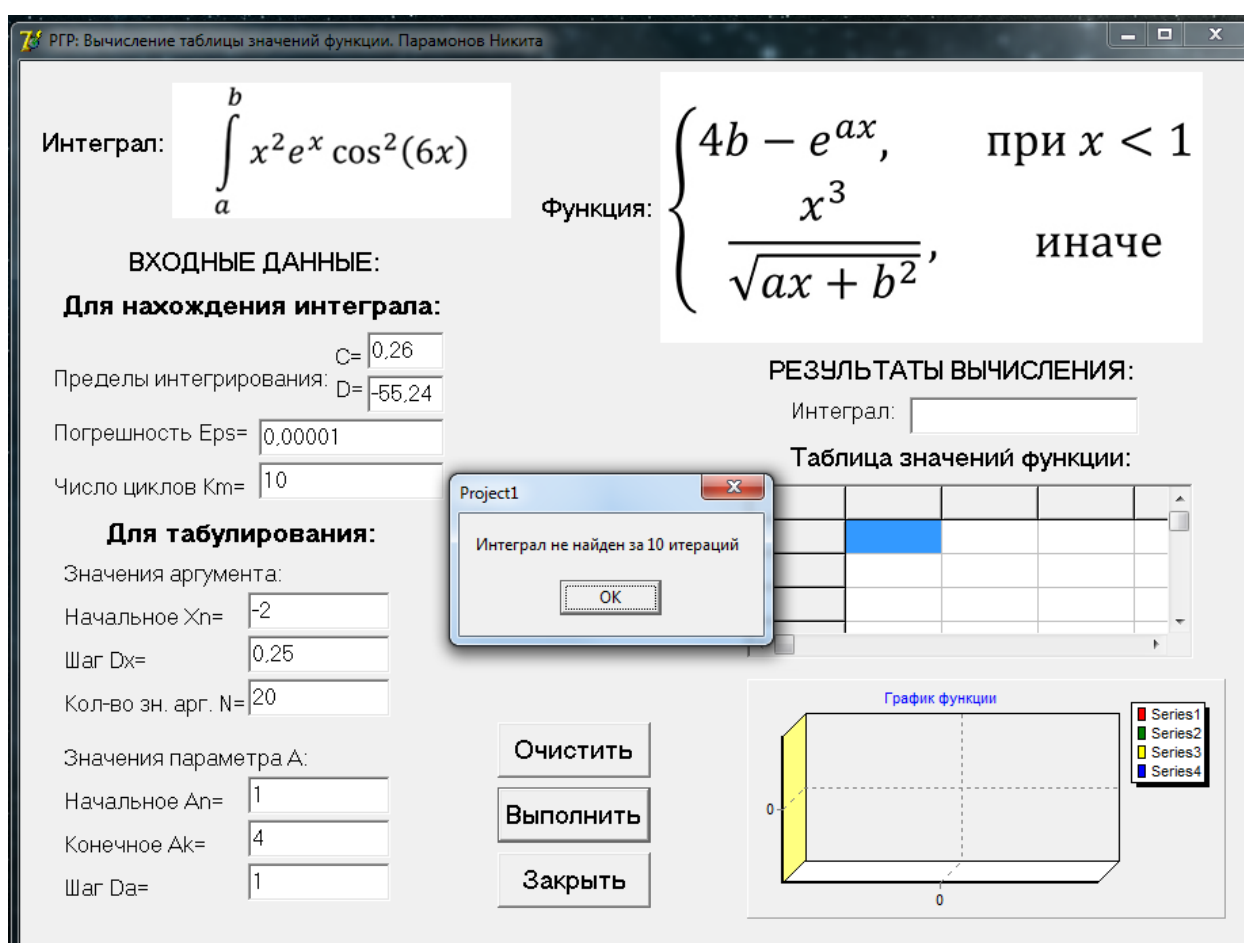 РГР: Вычисление таблицы значений функции. Парамонов Никита
Интеграл:
b
∫ x²eˣ cos²(6x)
a
Функция:
4b − e^{ax}, при x < 1
x³
√(ax + b²), иначе
ВХОДНЫЕ ДАННЫЕ:
Для нахождения интеграла:
Пределы интегрирования:
C= 0,26
D= -55,24
Погрешность Eps= 0,00001
Число циклов Km= 10
Для табулирования:
Значения аргумента:
Начальное Xn= -2
Шаг Dx= 0,25
Кол-во зн. арг. N= 20
Значения параметра A:
Начальное An= 1
Конечное Ak= 4
Шаг Da= 1
Очистить
Выполнить
Закрыть
Project1
Интеграл не найден за 10 итераций
OK
РЕЗУЛЬТАТЫ ВЫЧИСЛЕНИЯ:
Интеграл:
Таблица значений функции:
График функции
Series1
Series2
Series3
Series4
0
0